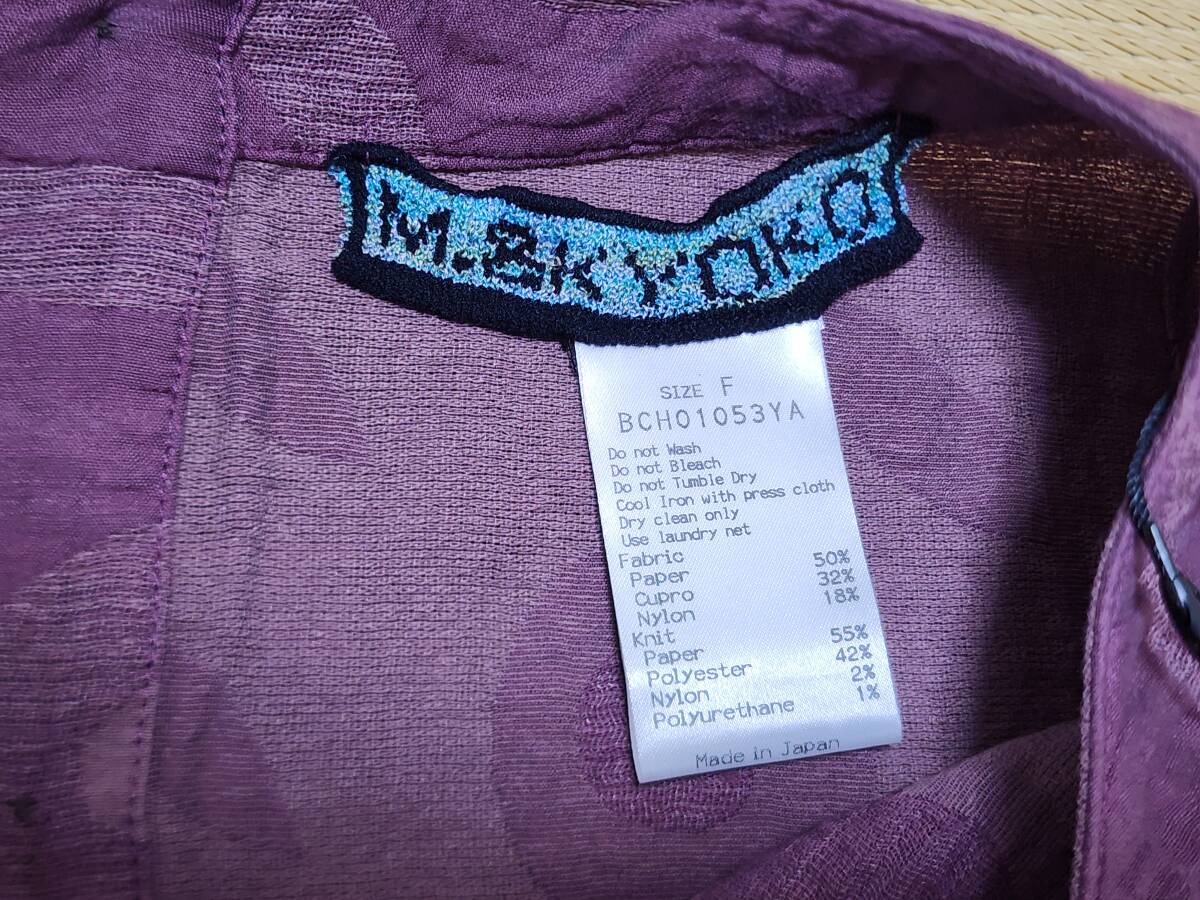 M.&KYOKO
SIZE F
BCH01053YA
Do not Wash
Do not Bleach
Do not Tumble Dry
Cool Iron with press cloth
Dry clean only
Use laundry net
Fabric
Paper 50%
Cupro 32%
Nylon 18%
Knit
Paper 55%
Polyester 42%
Nylon 2%
Polyurethane 1%
Made in Japan